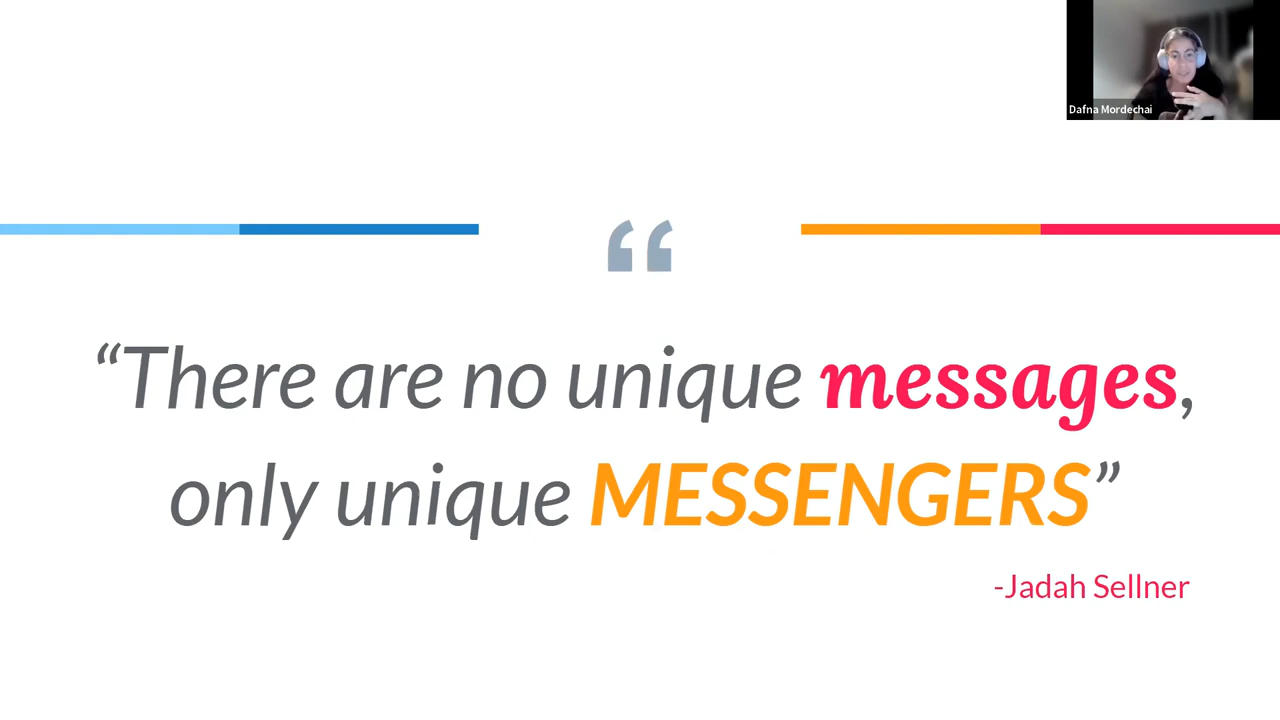 Dafna Mordechai
“
“There are no unique messages,
only unique MESSENGERS”
-Jadah Sellner